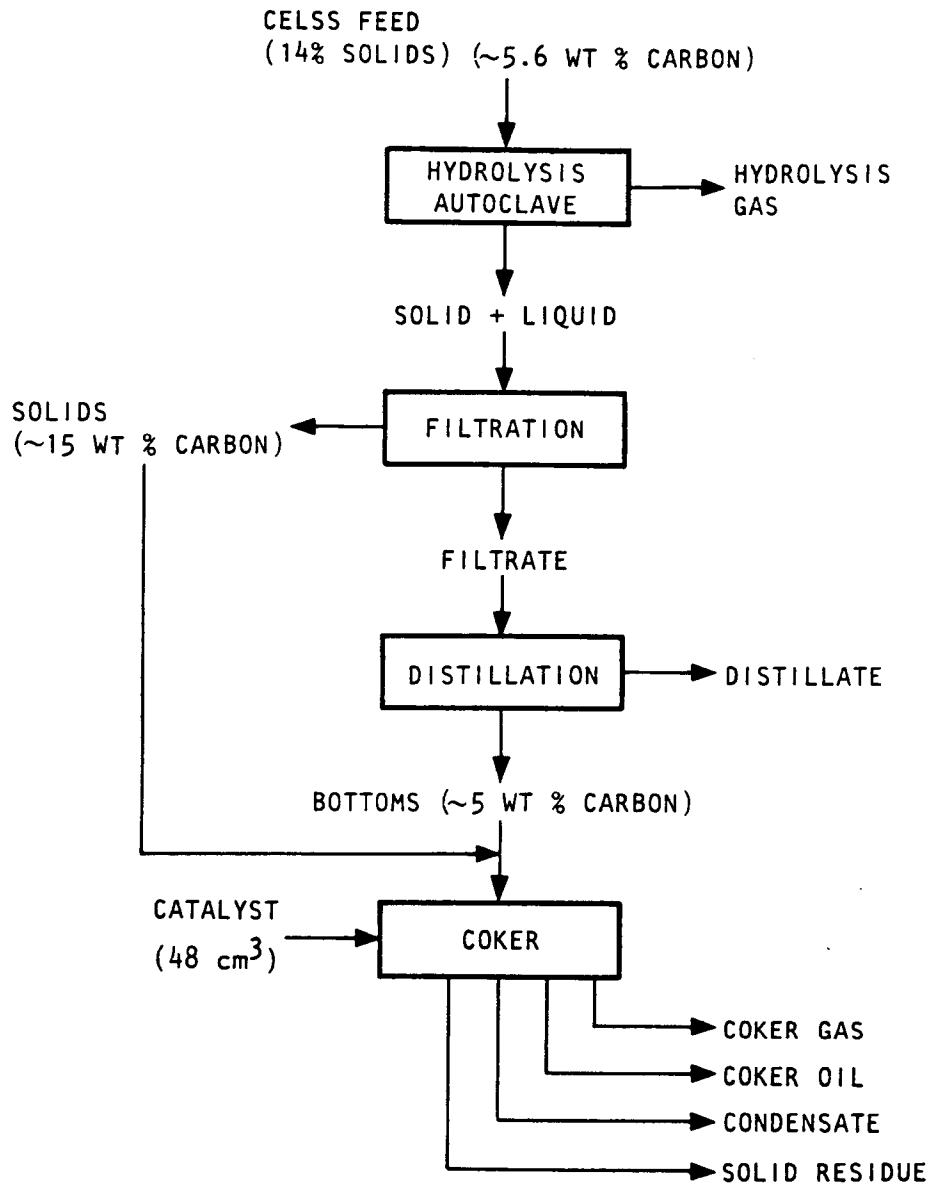 CELSS FEED
(14% SOLIDS) (~5.6 WT % CARBON)
HYDROLYSIS
AUTOCLAVE
HYDROLYSIS
GAS
SOLID + LIQUID
SOLIDS
(~15 WT % CARBON)
FILTRATION
FILTRATE
DISTILLATION
DISTILLATE
BOTTOMS (~5 WT % CARBON)
CATALYST
(48 cm³)
COKER
COKER GAS
COKER OIL
CONDENSATE
SOLID RESIDUE